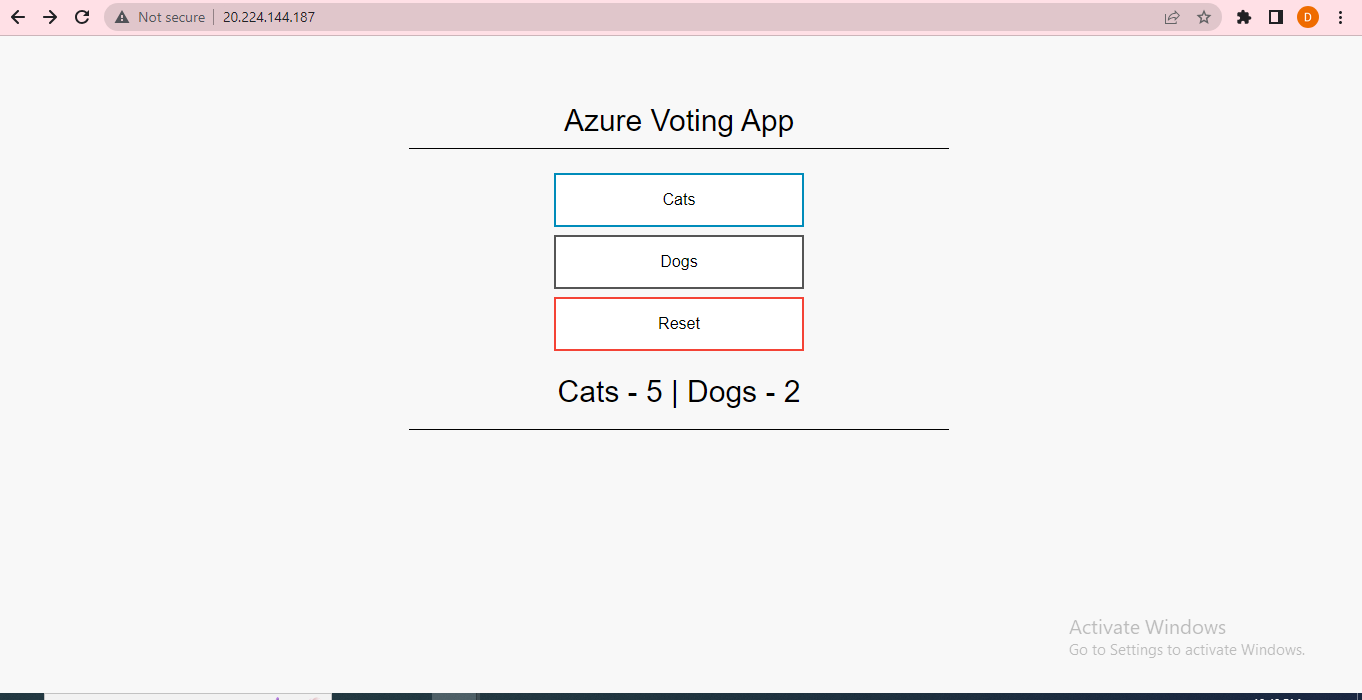 Not secure | 20.224.144.187
D
Azure Voting App
Cats
Dogs
Reset
Cats - 5 | Dogs - 2
Activate Windows
Go to Settings to activate Windows.